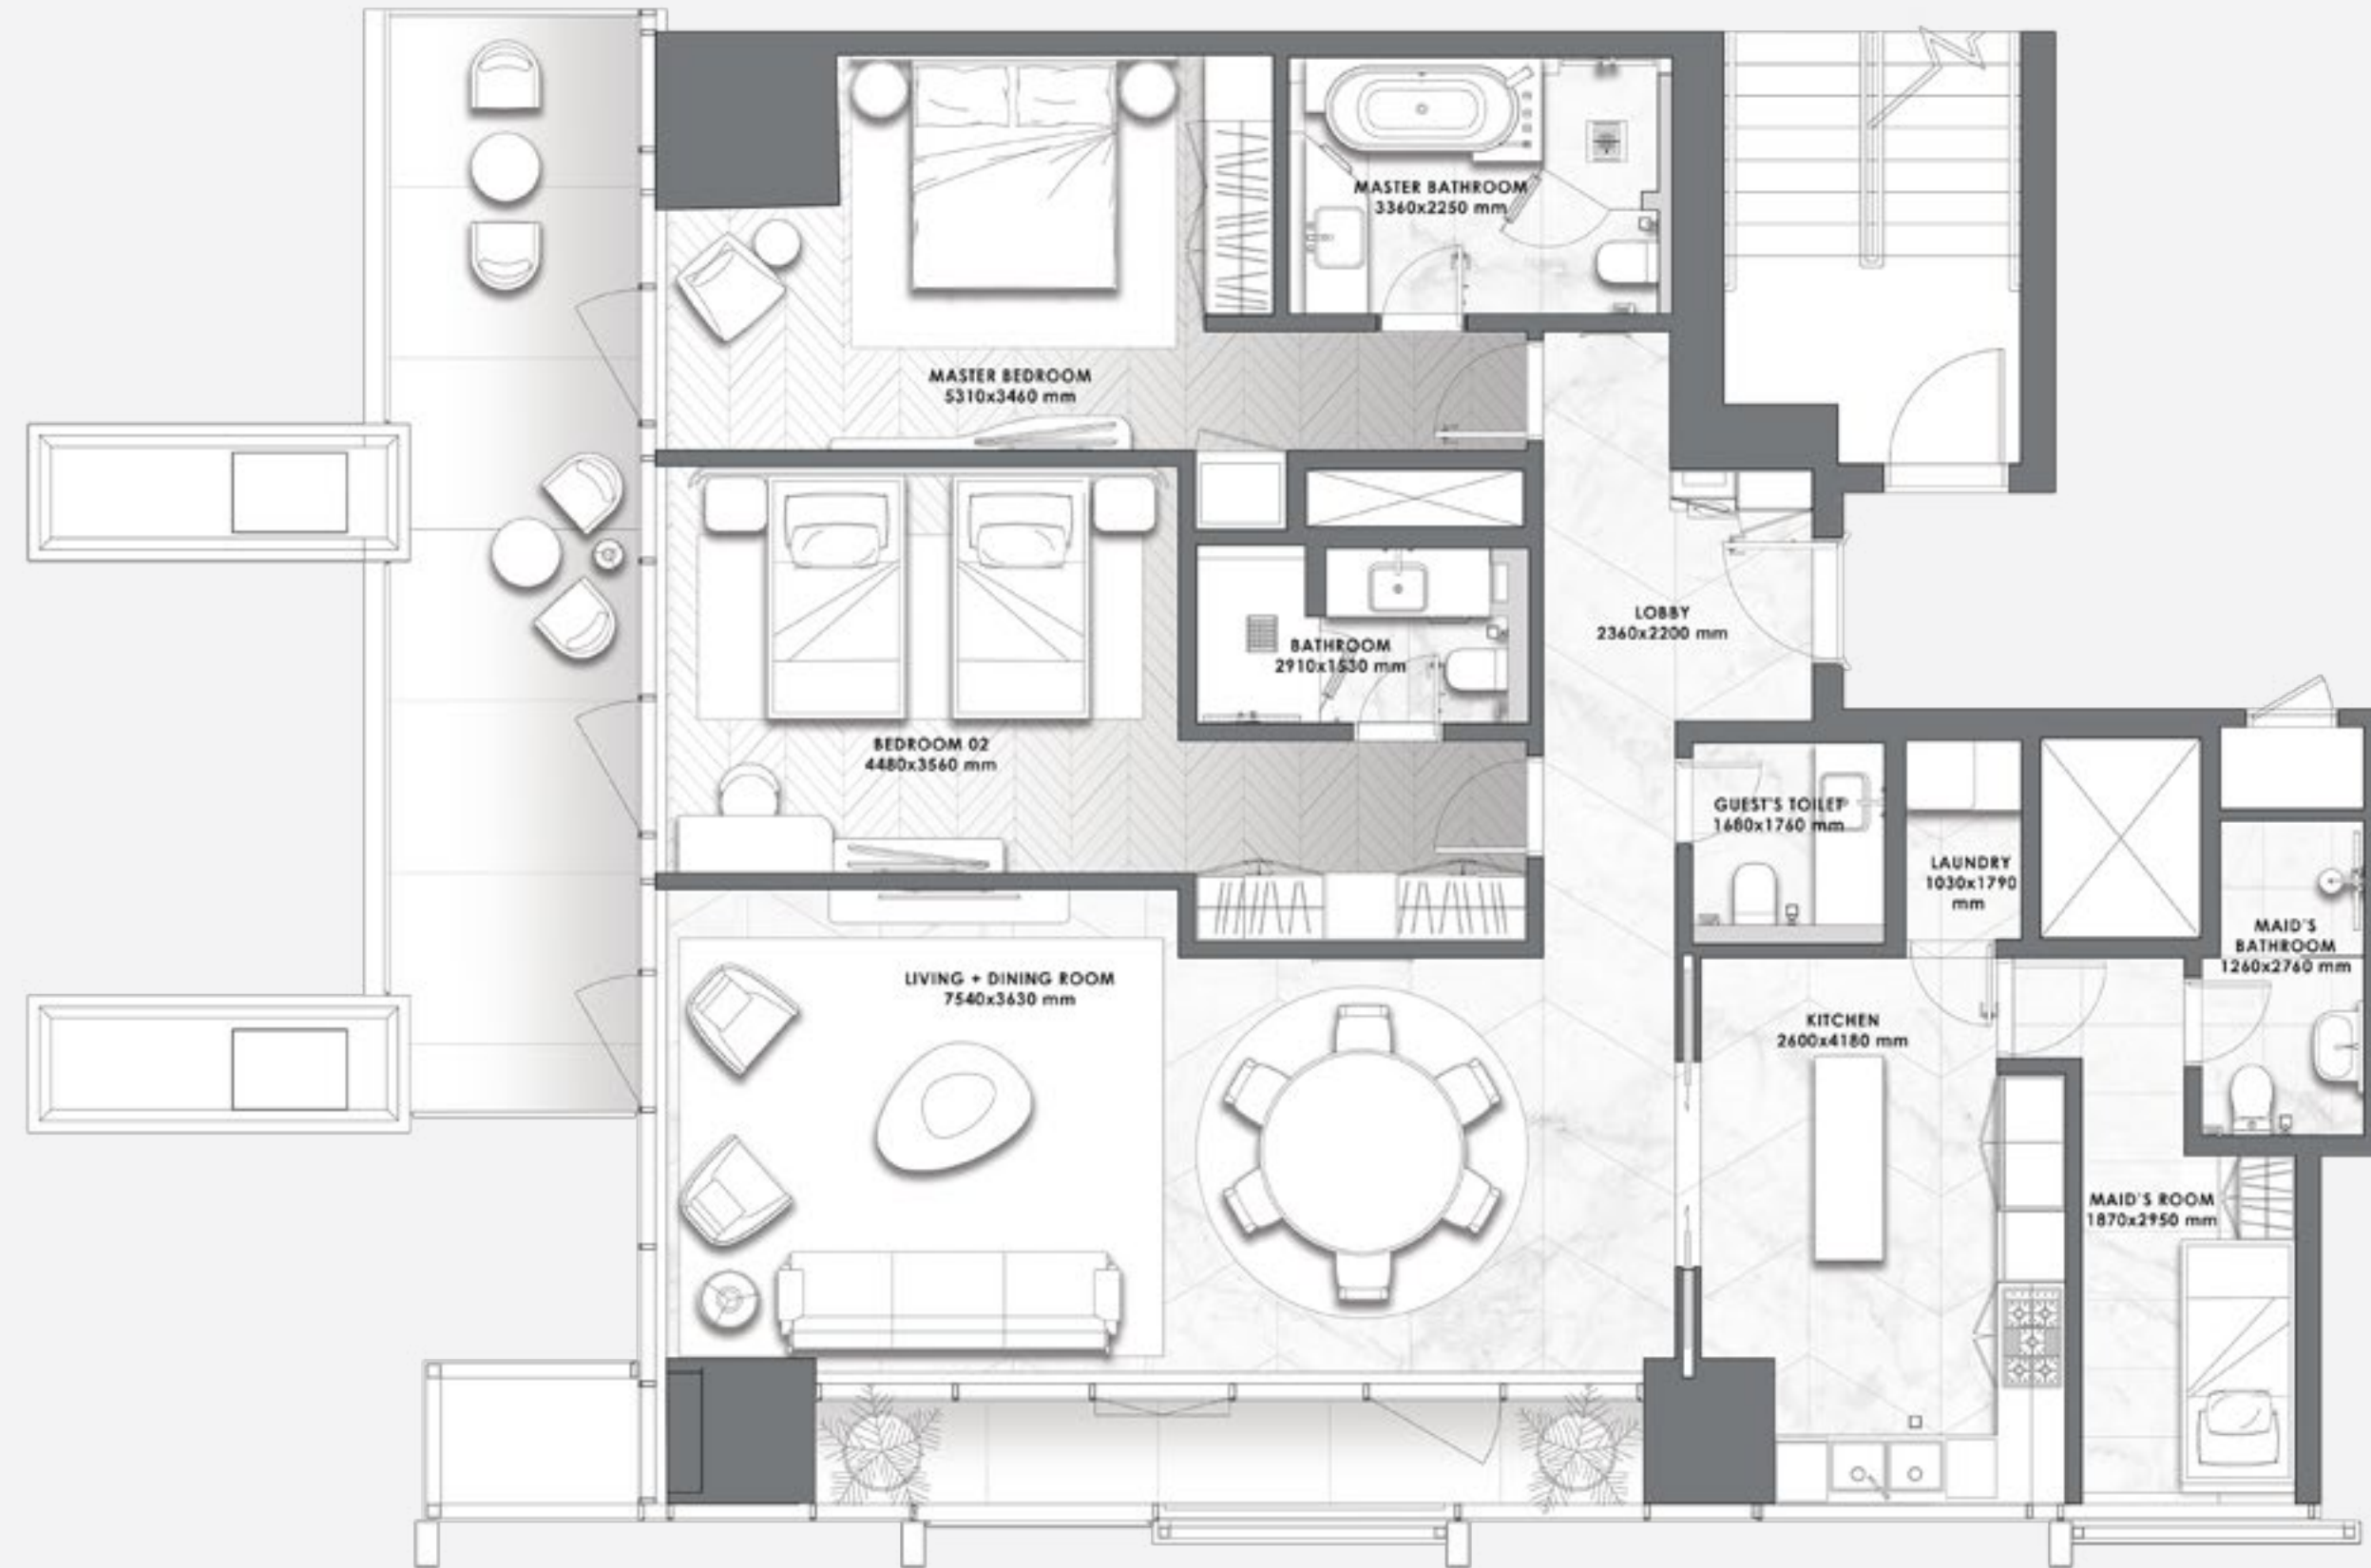 MASTER BATHROOM
3360x2250 mm
MASTER BEDROOM
5310x3460 mm
LOBBY
2360x2200 mm
BATHROOM
2910x1530 mm
BEDROOM 02
4480x3560 mm
GUEST'S TOILET
1680x1760 mm
LAUNDRY
1030x1790
mm
MAID'S
BATHROOM
1260x2760 mm
LIVING + DINING ROOM
7540x3630 mm
KITCHEN
2600x4180 mm
MAID'S ROOM
1870x2950 mm